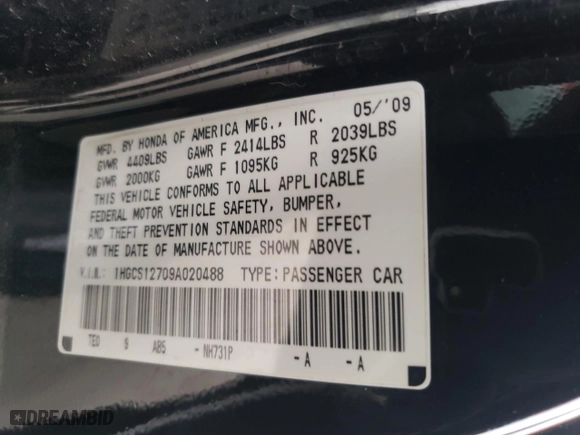 MFD. BY HONDA OF AMERICA MFG., INC. 05/'09
GVWR 4409LBS GAWR F 2414LBS R 2039LBS
GVWR 2000KG GAWR F 1095KG R 925KG
THIS VEHICLE CONFORMS TO ALL APPLICABLE
FEDERAL MOTOR VEHICLE SAFETY, BUMPER,
AND THEFT PREVENTION STANDARDS IN EFFECT
ON THE DATE OF MANUFACTURE SHOWN ABOVE.
V.I.N.: 1HGCS12709A020488 TYPE: PASSENGER CAR
TE0 9 AB5 - NH731P - A - A
DREAMBID